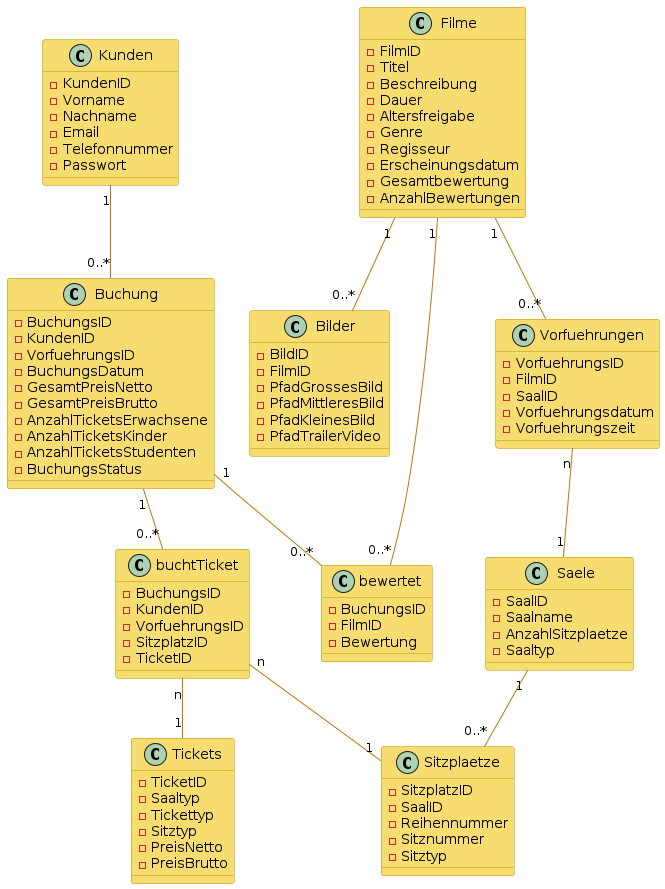 C Filme
FilmID
Titel
Beschreibung
Dauer
Altersfreigabe
Genre
Regisseur
Erscheinungsdatum
Gesamtbewertung
AnzahlBewertungen
C Kunden
KundenID
Vorname
Nachname
Email
Telefonnummer
Passwort
1
0..*
1
1
1
0..*
0..*
C Buchung
BuchungsID
KundenID
VorfuehrungsID
BuchungsDatum
GesamtPreisNetto
GesamtPreisBrutto
AnzahlTicketsErwachsene
AnzahlTicketsKinder
AnzahlTicketsStudenten
BuchungsStatus
C Bilder
BildID
FilmID
PfadGrossesBild
PfadMittleresBild
PfadKleinesBild
PfadTrailerVideo
C Vorfuehrungen
VorfuehrungsID
FilmID
SaalID
Vorfuehrungsdatum
Vorfuehrungszeit
1
0..*
1
0..*
0..*
n
1
C buchtTicket
BuchungsID
KundenID
VorfuehrungsID
SitzplatzID
TicketID
C bewertet
BuchungsID
FilmID
Bewertung
C Saele
SaalID
Saalname
AnzahlSitzplaetze
Saaltyp
n
1
n
1
1
0..*
C Tickets
TicketID
Saaltyp
Tickettyp
Sitztyp
PreisNetto
PreisBrutto
C Sitzplaetze
SitzplatzID
SaalID
Reihennummer
Sitznummer
Sitztyp